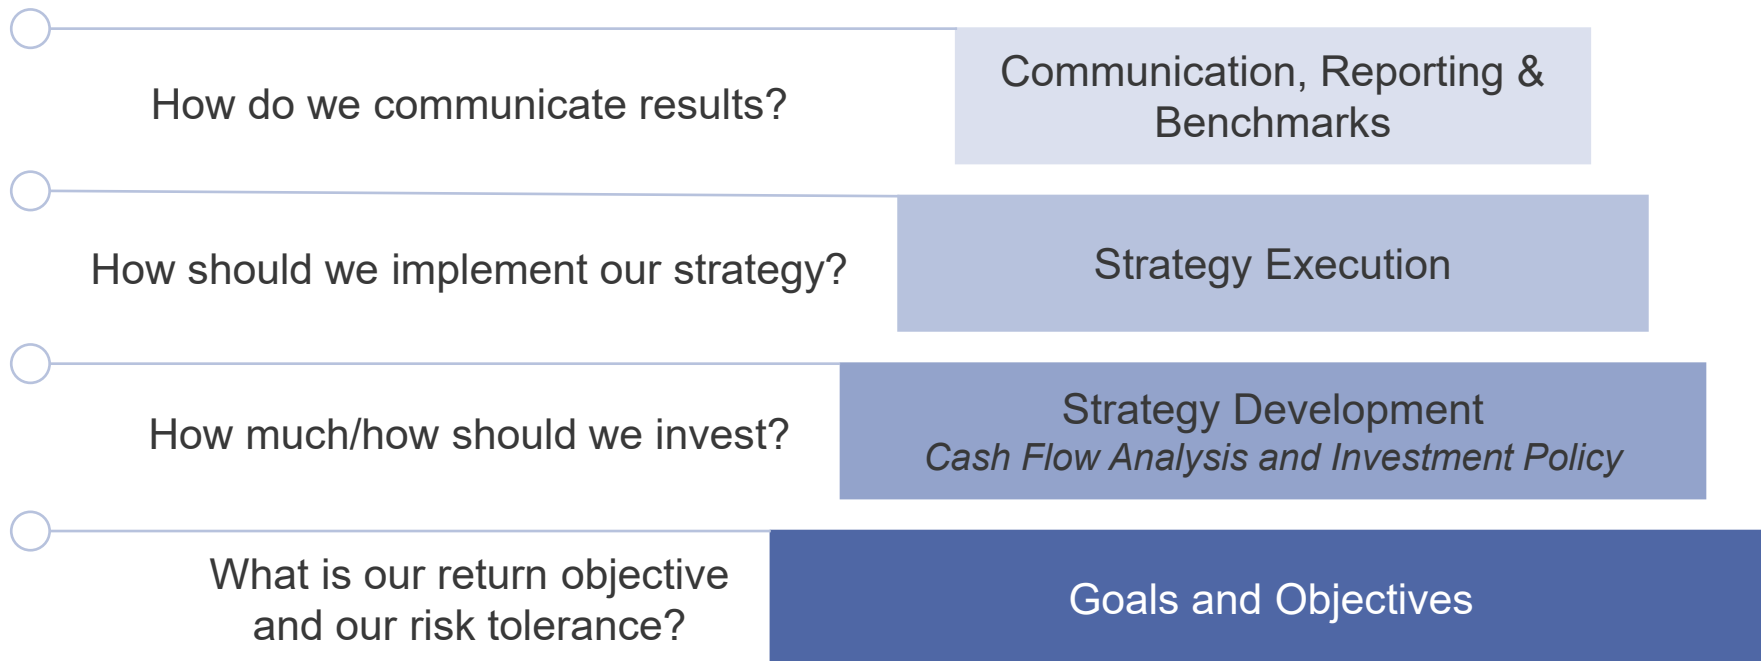 How do we communicate results?
Communication, Reporting &
Benchmarks
How should we implement our strategy?
Strategy Execution
How much/how should we invest?
Strategy Development
Cash Flow Analysis and Investment Policy
What is our return objective
and our risk tolerance?
Goals and Objectives